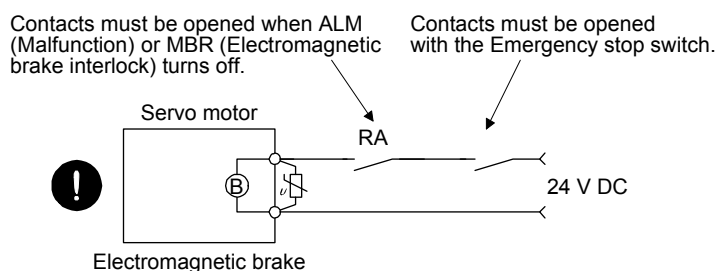 Contacts must be opened when ALM
(Malfunction) or MBR (Electromagnetic
brake interlock) turns off.
Contacts must be opened
with the Emergency stop switch.
Servo motor
RA
B
υ
24 V DC
Electromagnetic brake